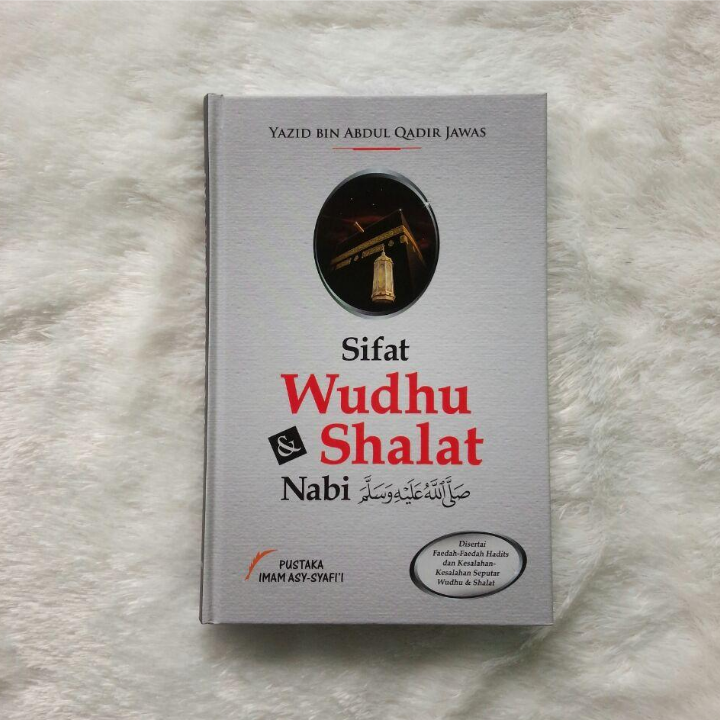 YAZID BIN ABDUL QADIR JAWAS
Sifat
Wudhu
& Shalat
Nabi صَلَّى اللَّهُ عَلَيْهِ وَسَلَّمَ
PUSTAKA
IMAM ASY-SYAFI'I
Disertai
Faedah-Faedah Hadits
dan Kesalahan-
Kesalahan Seputar
Wudhu & Shalat